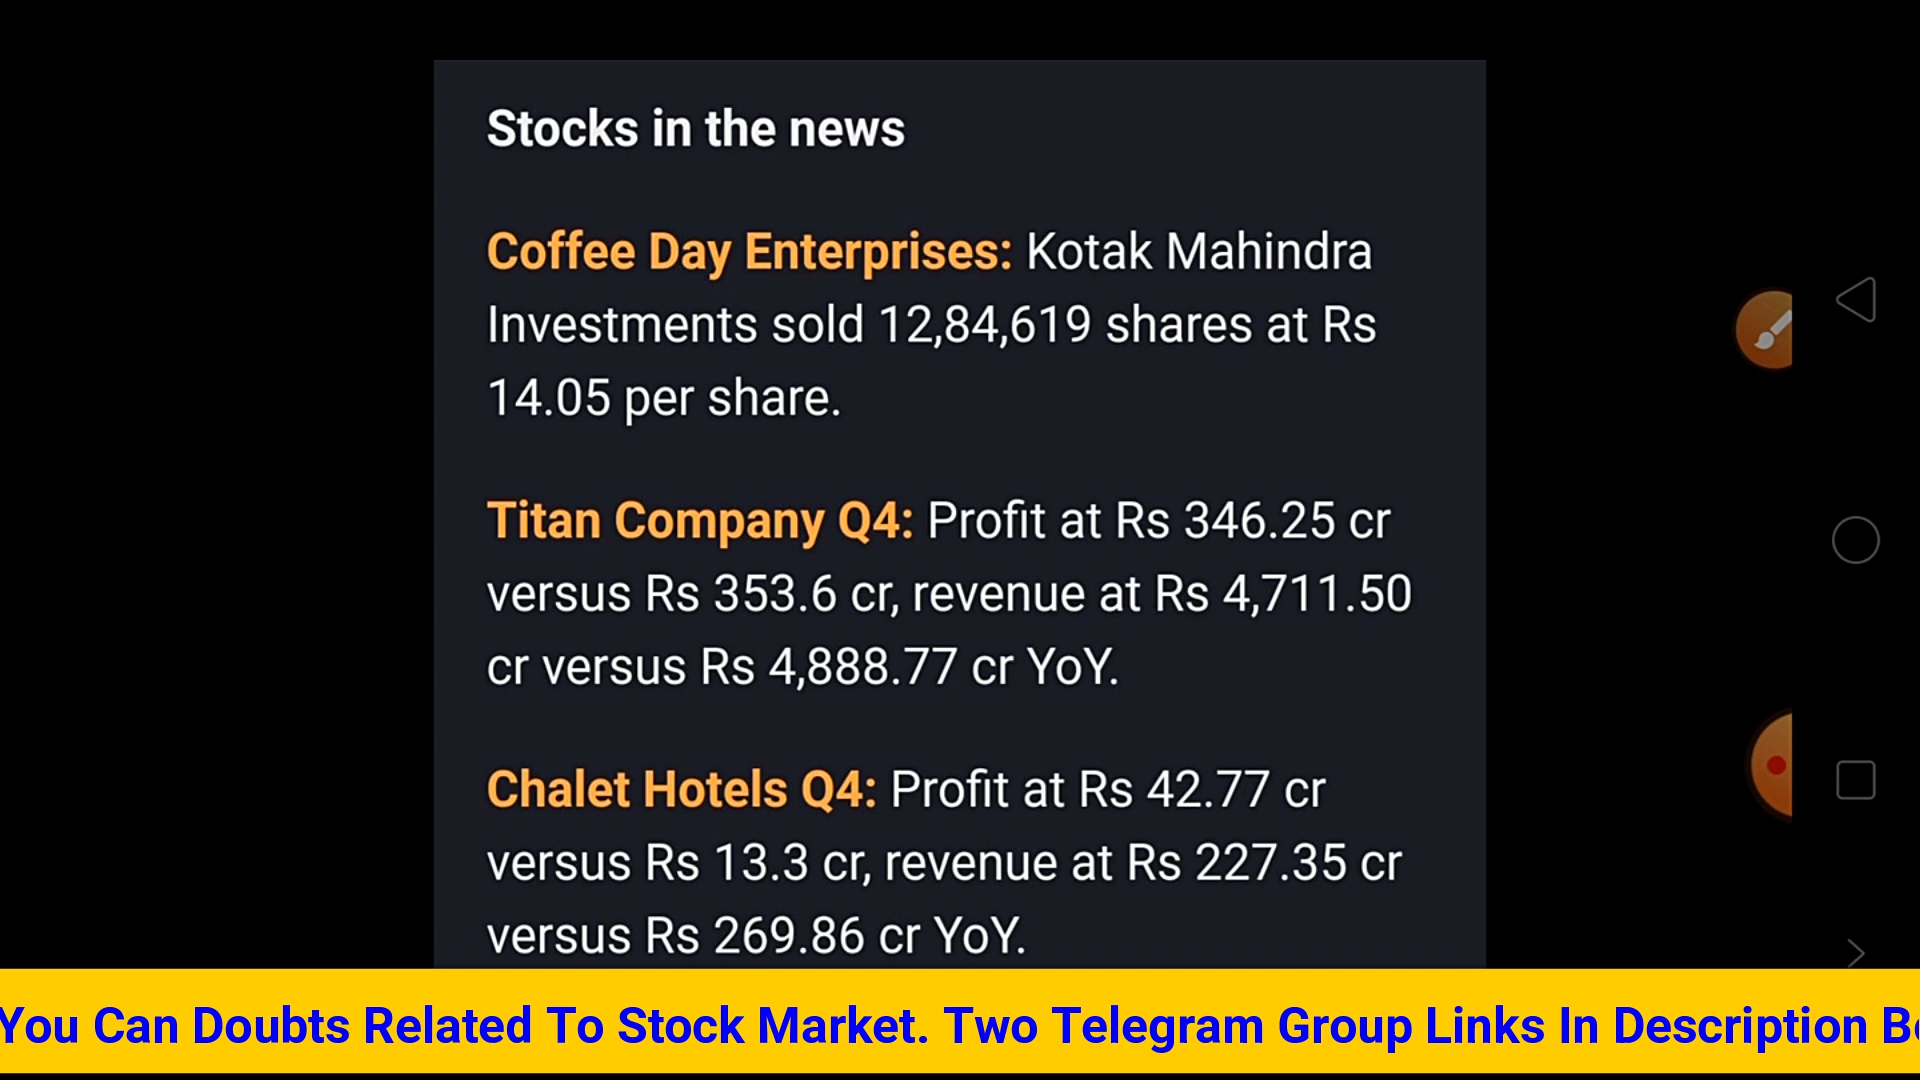 Stocks in the news
Coffee Day Enterprises: Kotak Mahindra
Investments sold 12,84,619 shares at Rs
14.05 per share.
Titan Company Q4: Profit at Rs 346.25 cr
versus Rs 353.6 cr, revenue at Rs 4,711.50
cr versus Rs 4,888.77 cr YoY.
Chalet Hotels Q4: Profit at Rs 42.77 cr
versus Rs 13.3 cr, revenue at Rs 227.35 cr
versus Rs 269.86 cr YoY.
You Can Doubts Related To Stock Market. Two Telegram Group Links In Description